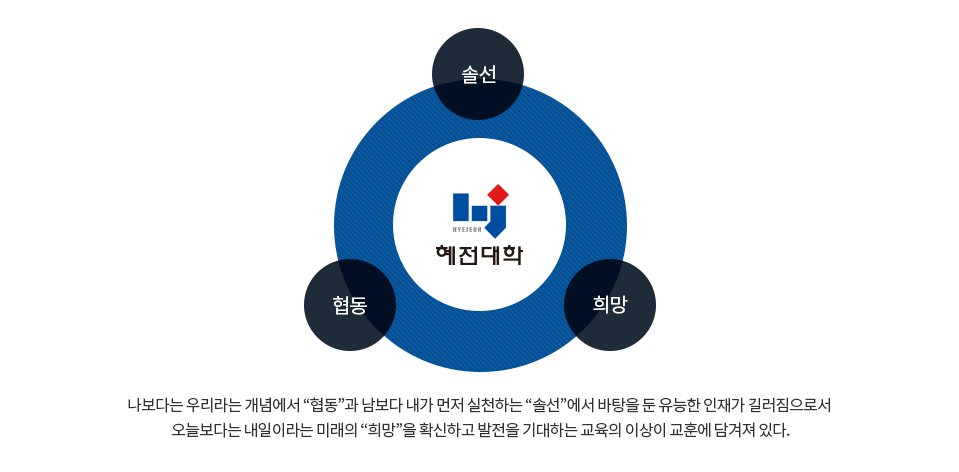 솔선
HYEJEON
혜전대학
협동
희망
나보다는 우리라는 개념에서 “협동”과 남보다 내가 먼저 실천하는 “솔선”에서 바탕을 둔 유능한 인재가 길러짐으로서
오늘보다는 내일이라는 미래의 “희망”을 확신하고 발전을 기대하는 교육의 이상이 교훈에 담겨져 있다.